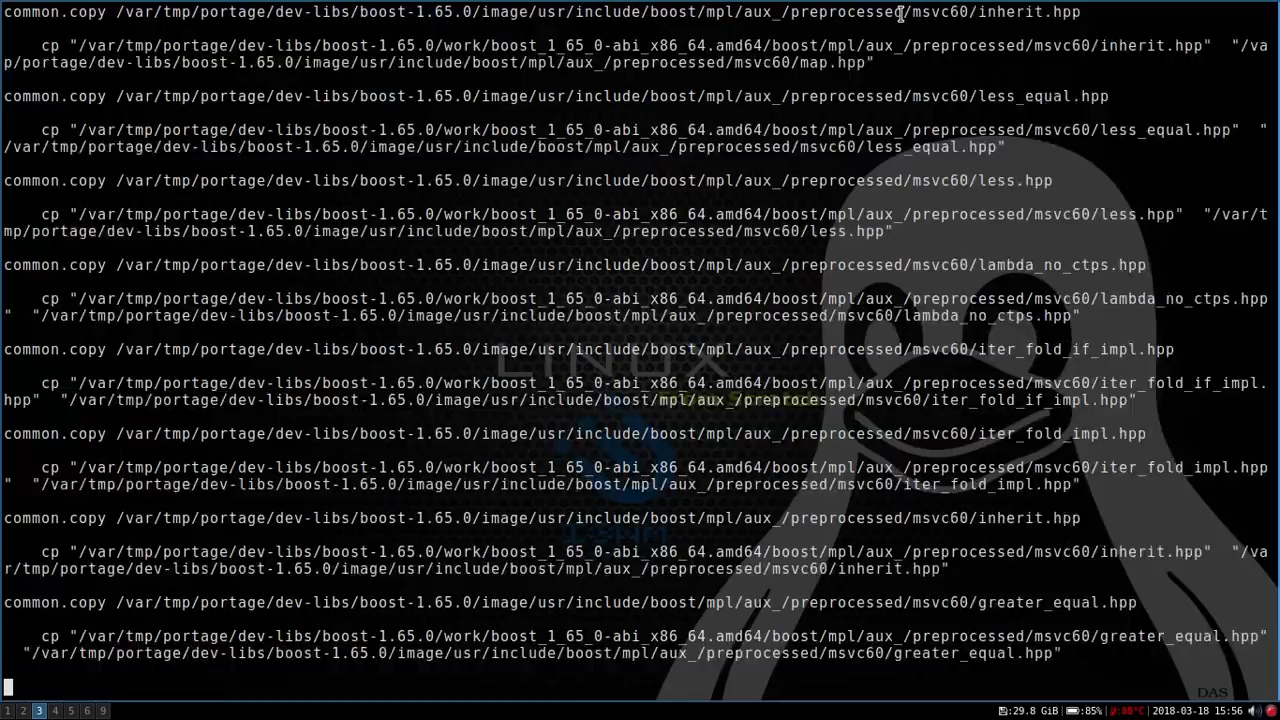 common.copy /var/tmp/portage/dev-libs/boost-1.65.0/image/usr/include/boost/mpl/aux_/preprocessed/msvc60/inherit.hpp
cp "/var/tmp/portage/dev-libs/boost-1.65.0/work/boost_1_65_0-abi_x86_64.amd64/boost/mpl/aux_/preprocessed/msvc60/inherit.hpp"  "/va
p/portage/dev-libs/boost-1.65.0/image/usr/include/boost/mpl/aux_/preprocessed/msvc60/map.hpp"
common.copy /var/tmp/portage/dev-libs/boost-1.65.0/image/usr/include/boost/mpl/aux_/preprocessed/msvc60/less_equal.hpp
cp "/var/tmp/portage/dev-libs/boost-1.65.0/work/boost_1_65_0-abi_x86_64.amd64/boost/mpl/aux_/preprocessed/msvc60/less_equal.hpp"  "
/var/tmp/portage/dev-libs/boost-1.65.0/image/usr/include/boost/mpl/aux_/preprocessed/msvc60/less_equal.hpp"
common.copy /var/tmp/portage/dev-libs/boost-1.65.0/image/usr/include/boost/mpl/aux_/preprocessed/msvc60/less.hpp
cp "/var/tmp/portage/dev-libs/boost-1.65.0/work/boost_1_65_0-abi_x86_64.amd64/boost/mpl/aux_/preprocessed/msvc60/less.hpp"  "/var/t
mp/portage/dev-libs/boost-1.65.0/image/usr/include/boost/mpl/aux_/preprocessed/msvc60/less.hpp"
common.copy /var/tmp/portage/dev-libs/boost-1.65.0/image/usr/include/boost/mpl/aux_/preprocessed/msvc60/lambda_no_ctps.hpp
cp "/var/tmp/portage/dev-libs/boost-1.65.0/work/boost_1_65_0-abi_x86_64.amd64/boost/mpl/aux_/preprocessed/msvc60/lambda_no_ctps.hpp
"  "/var/tmp/portage/dev-libs/boost-1.65.0/image/usr/include/boost/mpl/aux_/preprocessed/msvc60/lambda_no_ctps.hpp"
common.copy /var/tmp/portage/dev-libs/boost-1.65.0/image/usr/include/boost/mpl/aux_/preprocessed/msvc60/iter_fold_if_impl.hpp
LINUX
cp "/var/tmp/portage/dev-libs/boost-1.65.0/work/boost_1_65_0-abi_x86_64.amd64/boost/mpl/aux_/preprocessed/msvc60/iter_fold_if_impl.
hpp"  "/var/tmp/portage/dev-libs/boost-1.65.0/image/usr/include/boost/mpl/aux_/preprocessed/msvc60/iter_fold_if_impl.hpp"
common.copy /var/tmp/portage/dev-libs/boost-1.65.0/image/usr/include/boost/mpl/aux_/preprocessed/msvc60/iter_fold_impl.hpp
cp "/var/tmp/portage/dev-libs/boost-1.65.0/work/boost_1_65_0-abi_x86_64.amd64/boost/mpl/aux_/preprocessed/msvc60/iter_fold_impl.hpp
"  "/var/tmp/portage/dev-libs/boost-1.65.0/image/usr/include/boost/mpl/aux_/preprocessed/msvc60/iter_fold_impl.hpp"
common.copy /var/tmp/portage/dev-libs/boost-1.65.0/image/usr/include/boost/mpl/aux_/preprocessed/msvc60/inherit.hpp
cp "/var/tmp/portage/dev-libs/boost-1.65.0/work/boost_1_65_0-abi_x86_64.amd64/boost/mpl/aux_/preprocessed/msvc60/inherit.hpp"  "/va
r/tmp/portage/dev-libs/boost-1.65.0/image/usr/include/boost/mpl/aux_/preprocessed/msvc60/inherit.hpp"
common.copy /var/tmp/portage/dev-libs/boost-1.65.0/image/usr/include/boost/mpl/aux_/preprocessed/msvc60/greater_equal.hpp
cp "/var/tmp/portage/dev-libs/boost-1.65.0/work/boost_1_65_0-abi_x86_64.amd64/boost/mpl/aux_/preprocessed/msvc60/greater_equal.hpp"
"/var/tmp/portage/dev-libs/boost-1.65.0/image/usr/include/boost/mpl/aux_/preprocessed/msvc60/greater_equal.hpp"
DAS
1 2 3 4 5 6 9 :29.8 GiB :85% :89°C 2018-03-18 15:56